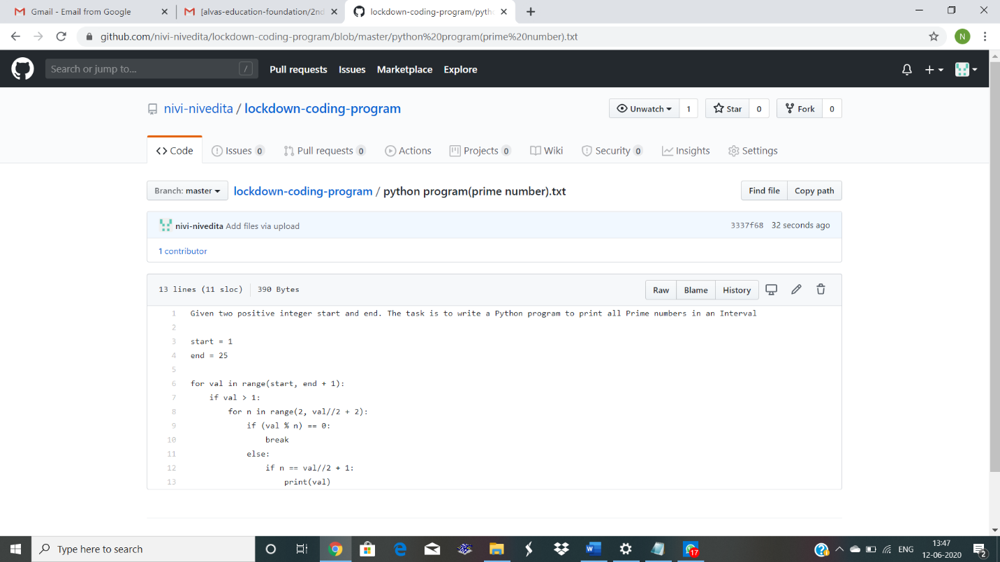 Gmail - Email from Google
[alvas-education-foundation/2nd
lockdown-coding-program/pytho
github.com/nivi-nivedita/lockdown-coding-program/blob/master/python%20program(prime%20number).txt
N
Search or jump to...
/
Pull requests Issues Marketplace Explore
nivi-nivedita / lockdown-coding-program
Unwatch 1 Star 0 Fork 0
Code Issues 0 Pull requests 0 Actions Projects 0 Wiki Security 0 Insights Settings
Branch: master lockdown-coding-program / python program(prime number).txt Find file Copy path
nivi-nivedita Add files via upload 3337f68 32 seconds ago
1 contributor
13 lines (11 sloc) 390 Bytes Raw Blame History
1 Given two positive integer start and end. The task is to write a Python program to print all Prime numbers in an Interval
2
3 start = 1
4 end = 25
5
6 for val in range(start, end + 1):
7     if val > 1:
8         for n in range(2, val//2 + 2):
9             if (val % n) == 0:
10                 break
11             else:
12                 if n == val//2 + 1:
13                     print(val)
Type here to search
17
ENG
13:47
12-06-2020
2